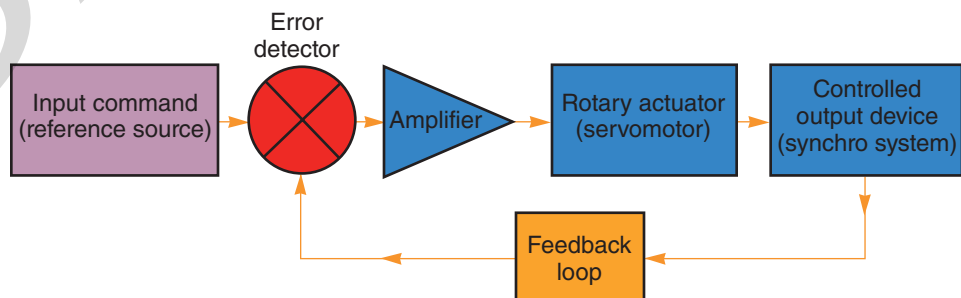 Error
detector
Input command
(reference source)
Amplifier
Rotary actuator
(servomotor)
Controlled
output device
(synchro system)
Feedback
loop